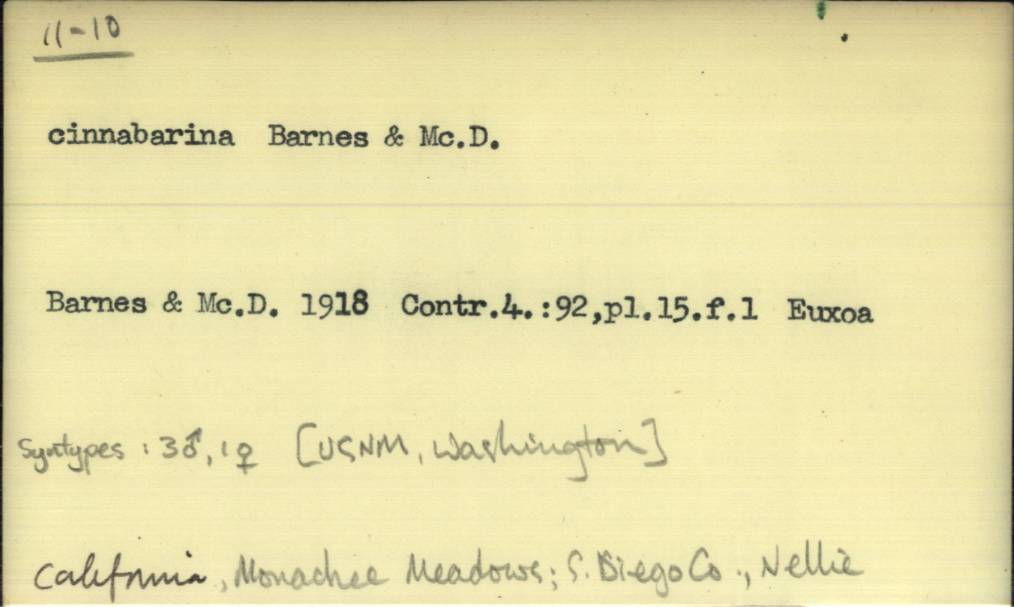 11-10
cinnabarina Barnes & Mc.D.
Barnes & Mc.D. 1918 Contr.4.:92,pl.15.f.1 Euxoa
Syntypes : 3♂, 1♀ [USNM, Washington]
California, Monachee Meadows; S. Diego Co., Nellie